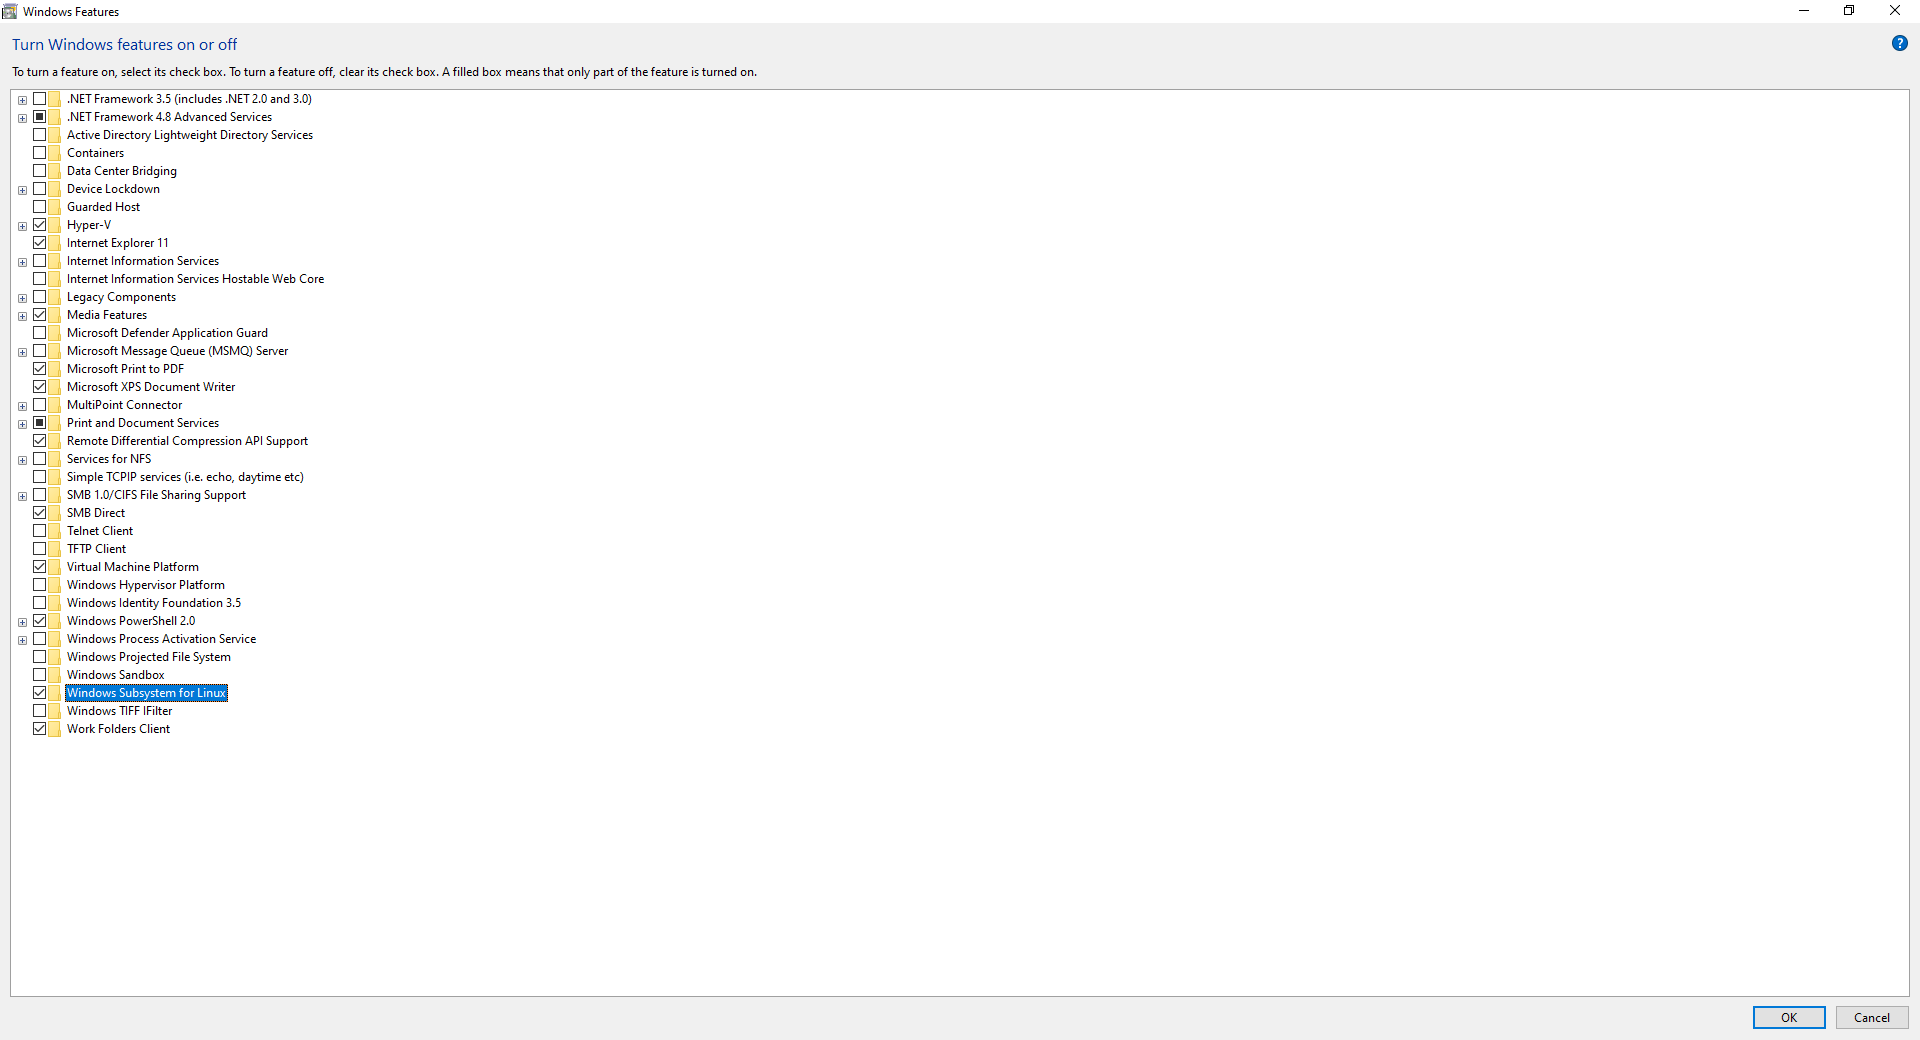 Windows Features
Turn Windows features on or off
To turn a feature on, select its check box. To turn a feature off, clear its check box. A filled box means that only part of the feature is turned on.
.NET Framework 3.5 (includes .NET 2.0 and 3.0)
.NET Framework 4.8 Advanced Services
Active Directory Lightweight Directory Services
Containers
Data Center Bridging
Device Lockdown
Guarded Host
Hyper-V
Internet Explorer 11
Internet Information Services
Internet Information Services Hostable Web Core
Legacy Components
Media Features
Microsoft Defender Application Guard
Microsoft Message Queue (MSMQ) Server
Microsoft Print to PDF
Microsoft XPS Document Writer
MultiPoint Connector
Print and Document Services
Remote Differential Compression API Support
Services for NFS
Simple TCPIP services (i.e. echo, daytime etc)
SMB 1.0/CIFS File Sharing Support
SMB Direct
Telnet Client
TFTP Client
Virtual Machine Platform
Windows Hypervisor Platform
Windows Identity Foundation 3.5
Windows PowerShell 2.0
Windows Process Activation Service
Windows Projected File System
Windows Sandbox
Windows Subsystem for Linux
Windows TIFF IFilter
Work Folders Client
OK Cancel